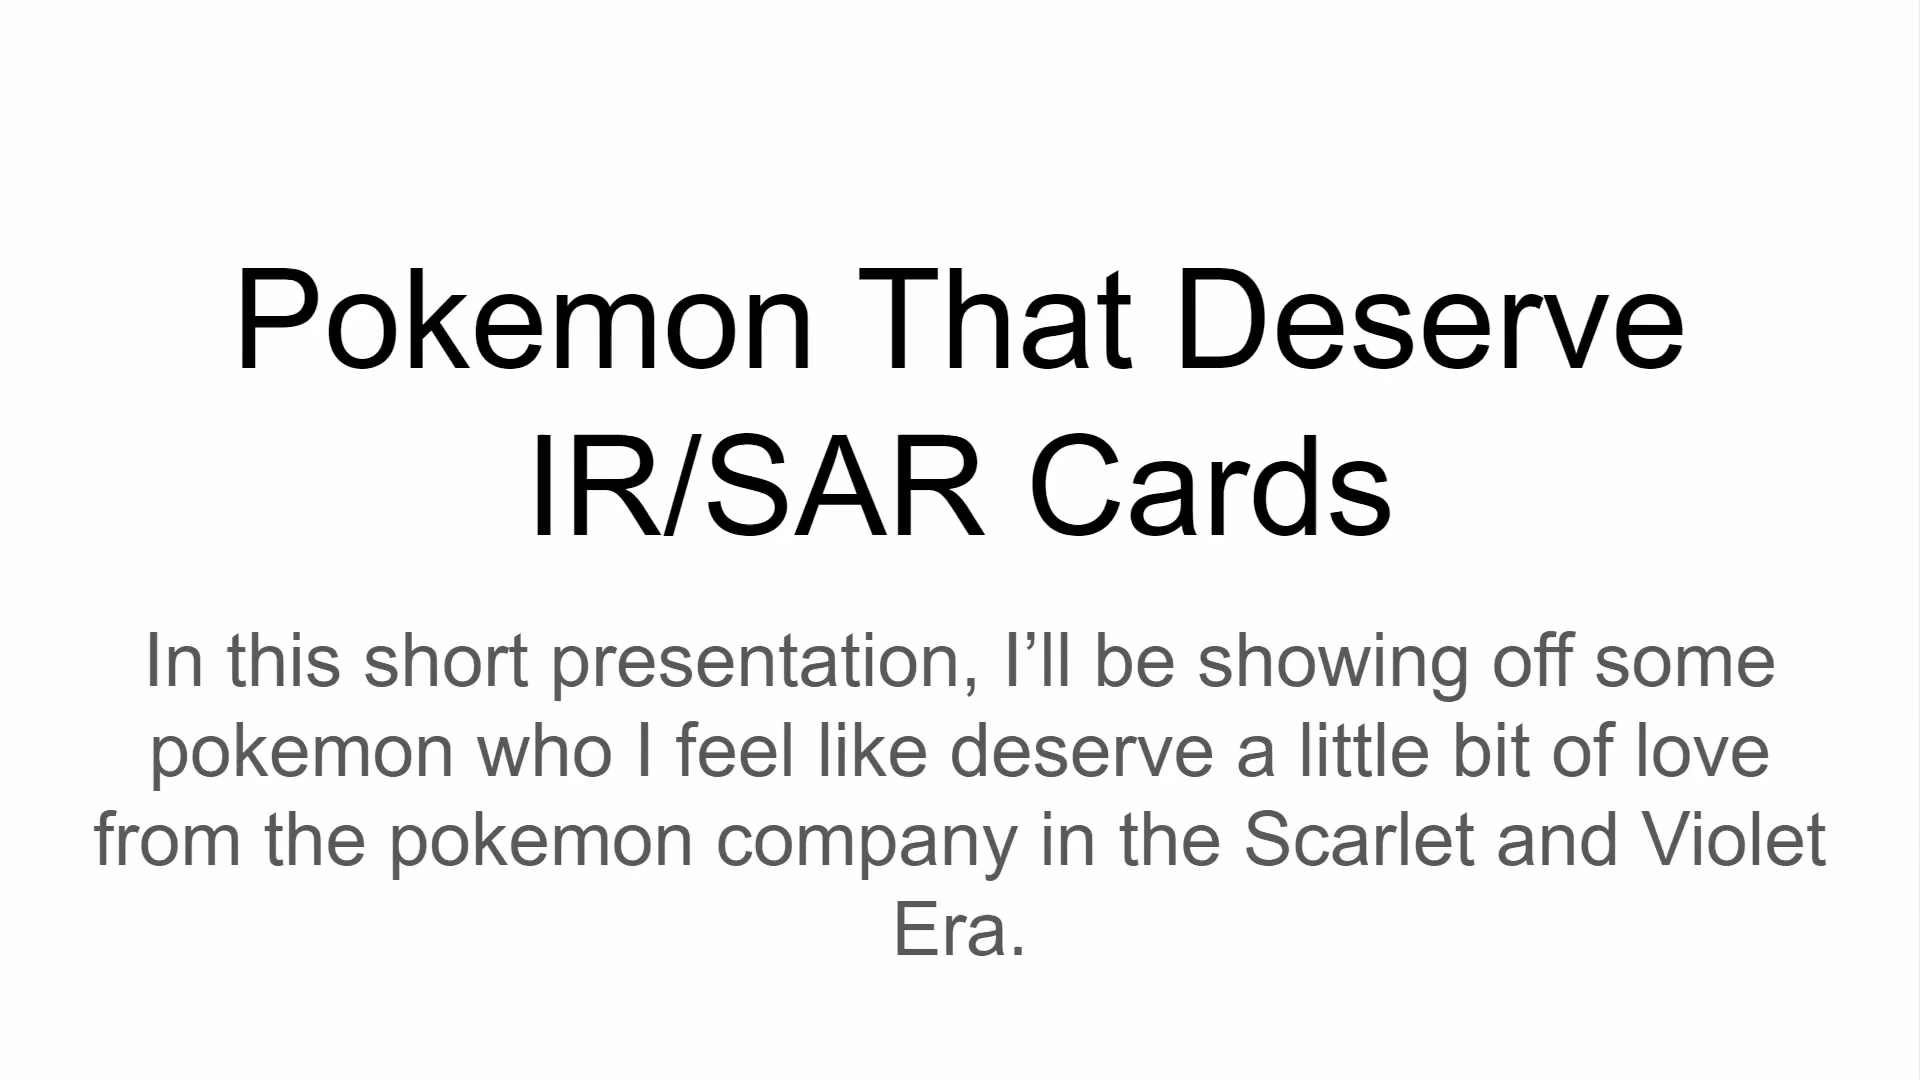 Pokemon That Deserve
IR/SAR Cards
In this short presentation, I’ll be showing off some
pokemon who I feel like deserve a little bit of love
from the pokemon company in the Scarlet and Violet
Era.